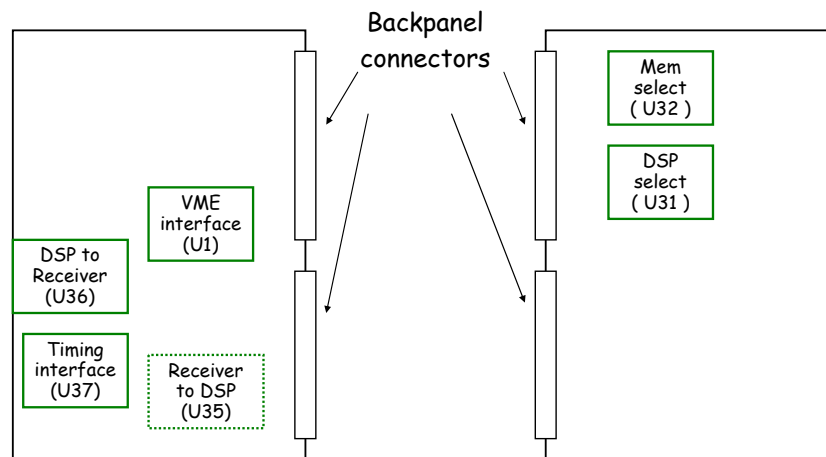 Backpanel
connectors
Mem
select
( U32 )
DSP
select
( U31 )
VME
interface
(U1)
DSP to
Receiver
(U36)
Timing
interface
(U37)
Receiver
to DSP
(U35)